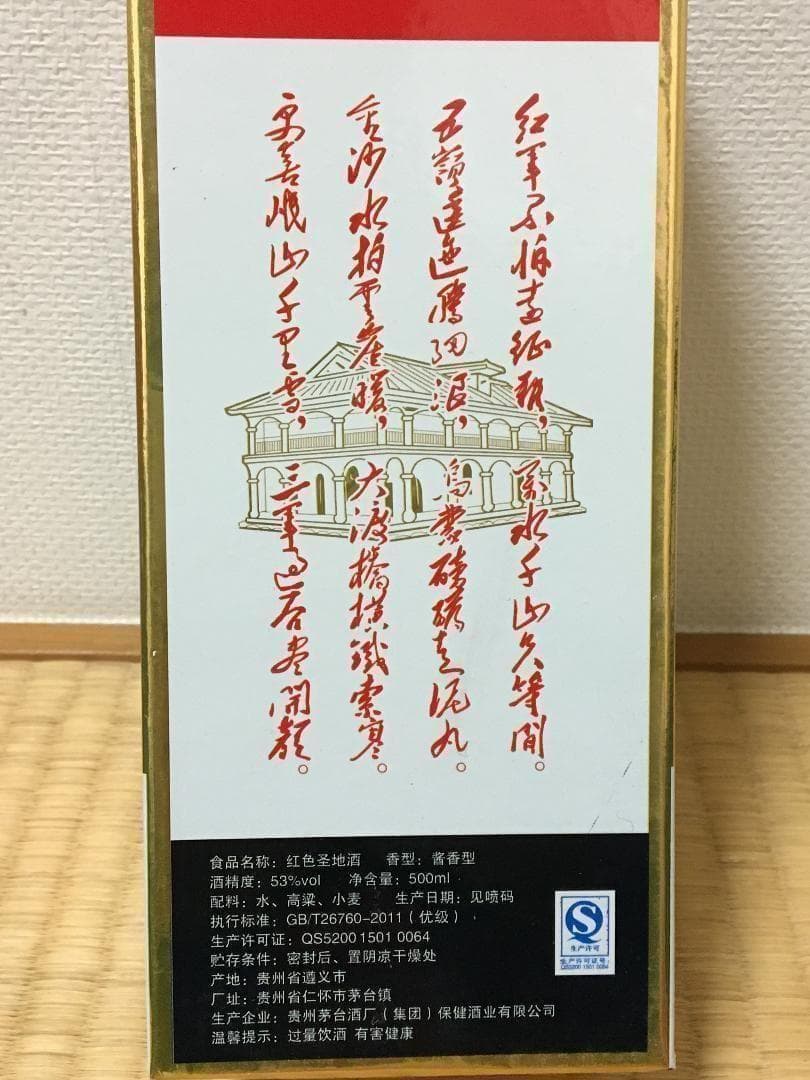 红军不怕远征难，万水千山只等闲。
五岭逶迤腾细浪，乌蒙磅礴走泥丸。
金沙水拍云崖暖，大渡桥横铁索寒。
更喜岷山千里雪，三军过后尽开颜。
食品名称：红色圣地酒 香型：酱香型
酒精度：53%vol 净含量：500ml
配料：水、高粱、小麦 生产日期：见喷码
执行标准：GB/T26760-2011（优级）
生产许可证：QS5200 1501 0064
贮存条件：密封后、置阴凉干燥处
产地：贵州省遵义市
厂址：贵州省仁怀市茅台镇
生产企业：贵州茅台酒厂（集团）保健酒业有限公司
温馨提示：过量饮酒 有害健康
S
生产许可
生产许可证号：
QS5200 1501 0064